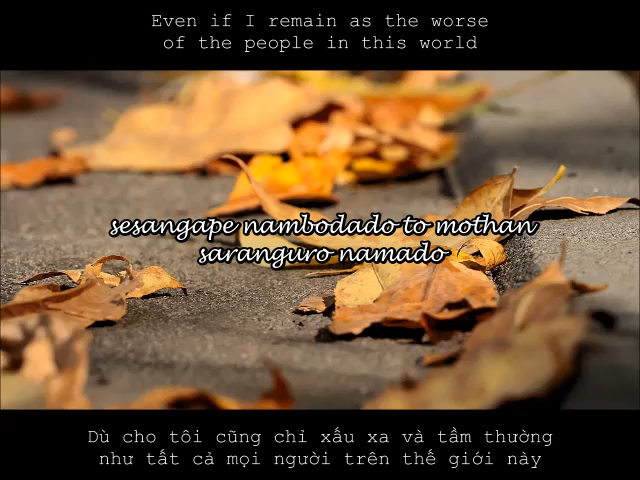 Even if I remain as the worse
of the people in this world
sesangape nambodado to mothan
saranguro namado
Dù cho tôi cũng chỉ xấu xa và tầm thường
như tất cả mọi người trên thế giới này